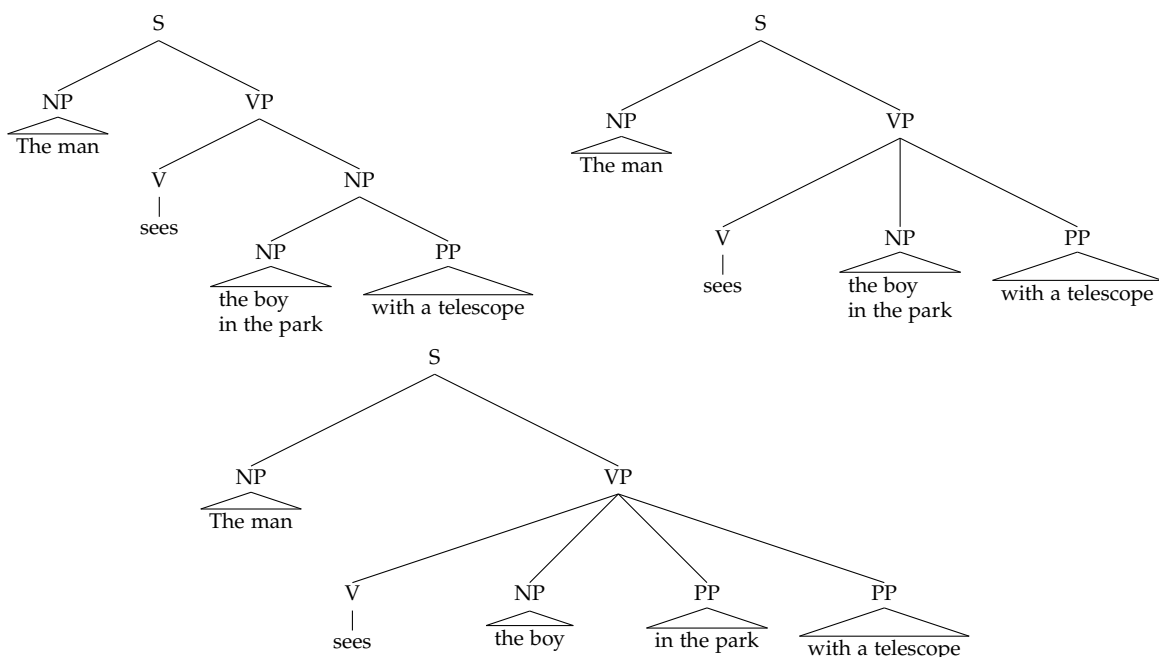 S
NP VP
The man
V NP
sees
NP PP
the boy
in the park
with a telescope
S
NP VP
The man
V NP PP
sees
the boy
in the park
with a telescope
S
NP VP
The man
V NP PP PP
sees the boy in the park with a telescope